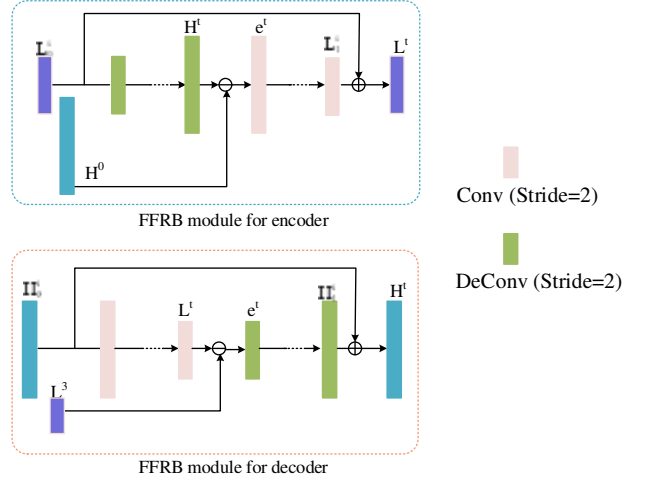 H^t
e^t
L^t
H^0
FFRB module for encoder
Conv (Stride=2)
DeConv (Stride=2)
H^t
L^t
e^t
L^3
FFRB module for decoder